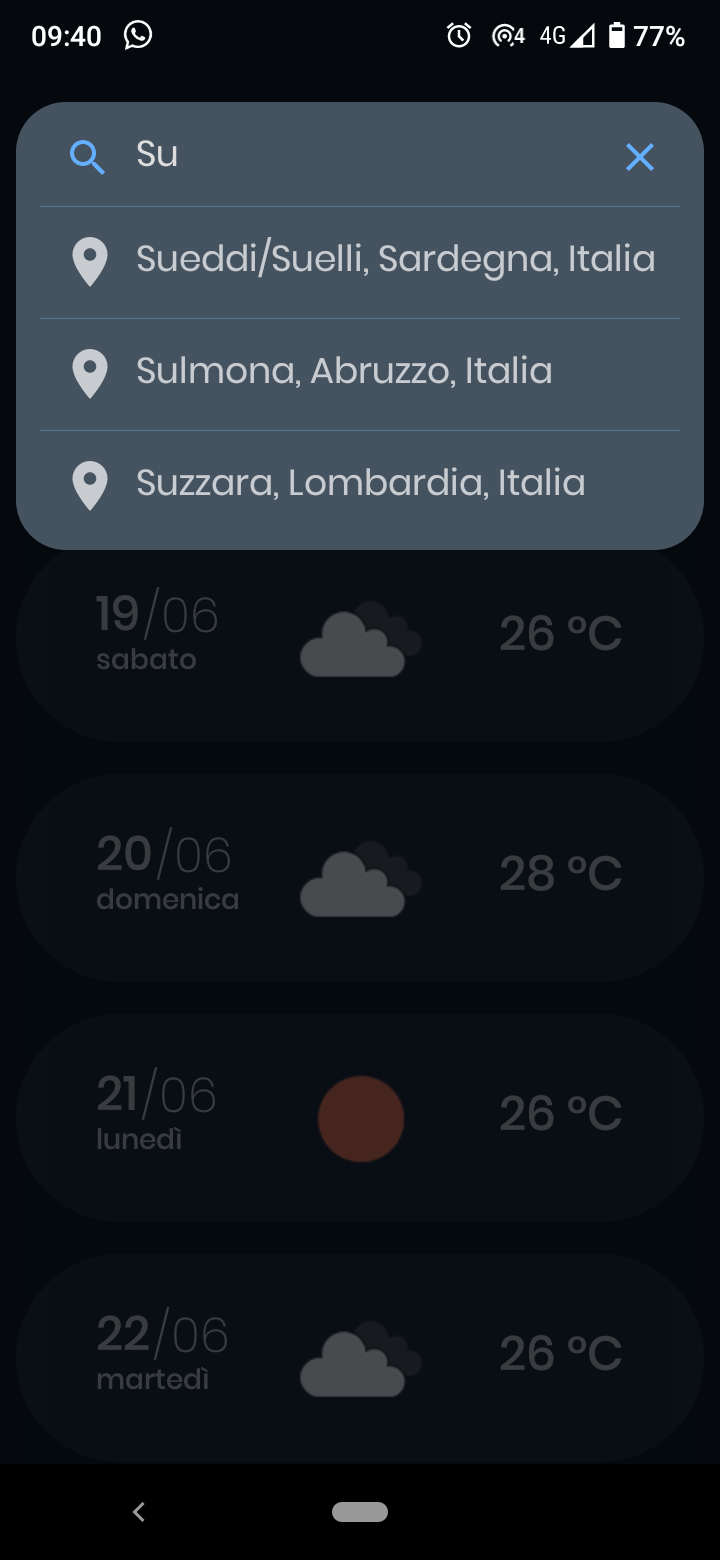 09:40 4 4G 77%
Su
Sueddi/Suelli, Sardegna, Italia
Sulmona, Abruzzo, Italia
Suzzara, Lombardia, Italia
19/06 26 °C
sabato
20/06 28 °C
domenica
21/06 26 °C
lunedì
22/06 26 °C
martedì